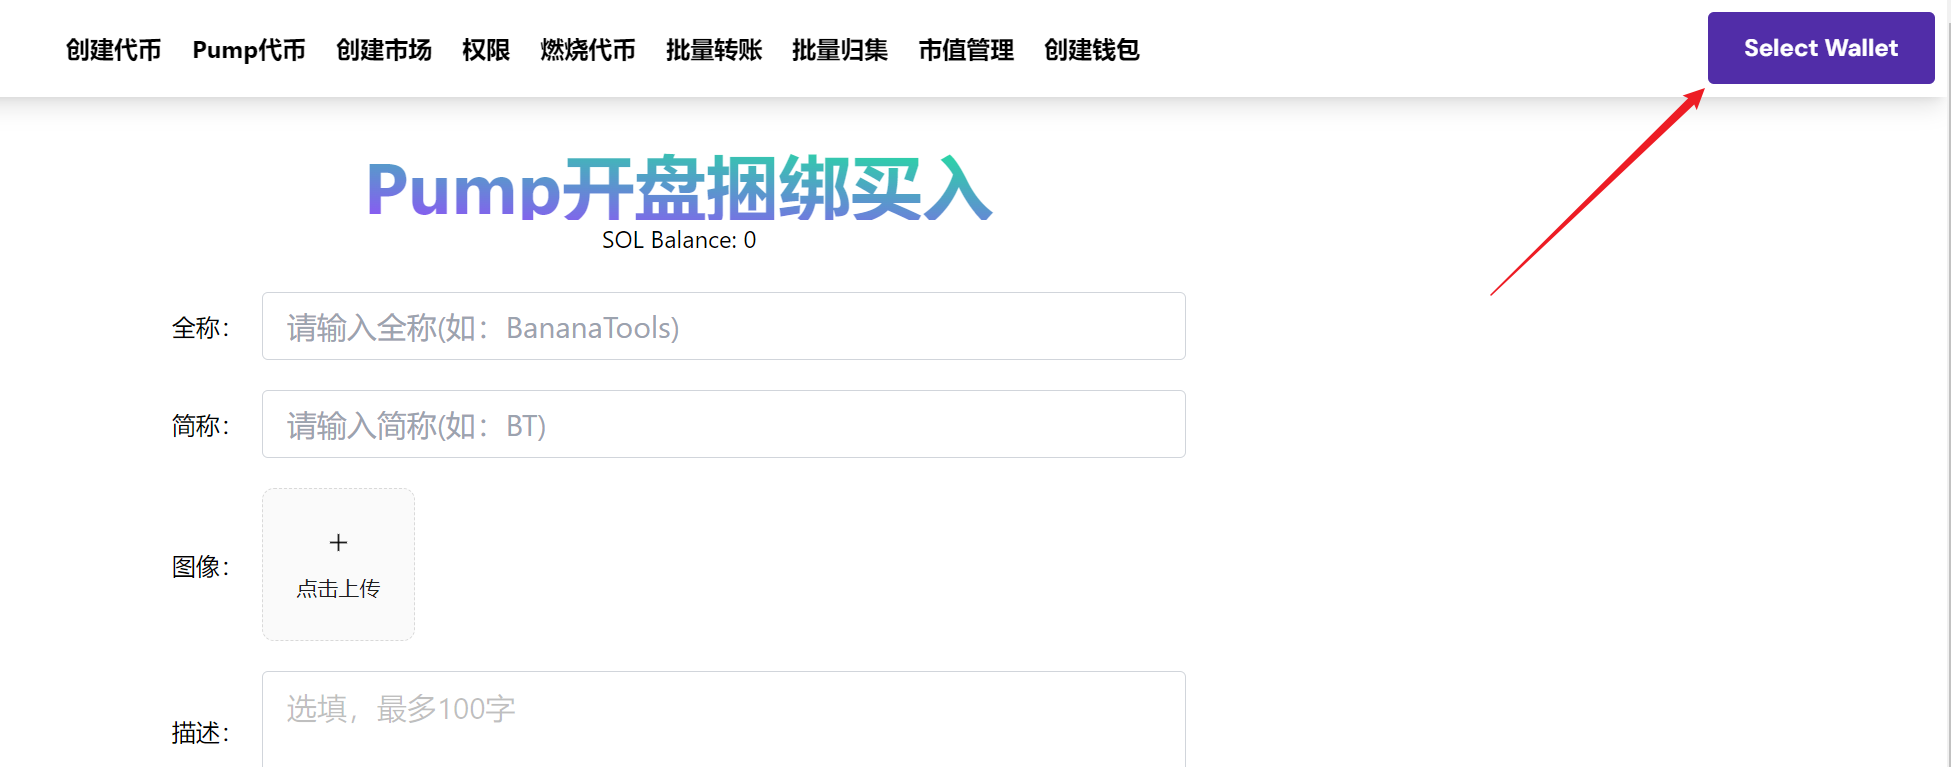 创建代币 Pump代币 创建市场 权限 燃烧代币 批量转账 批量归集 市值管理 创建钱包 Select Wallet
Pump开盘捆绑买入
SOL Balance: 0
全称： 请输入全称(如：BananaTools)
简称： 请输入简称(如：BT)
图像： 点击上传
选填，最多100字
描述：